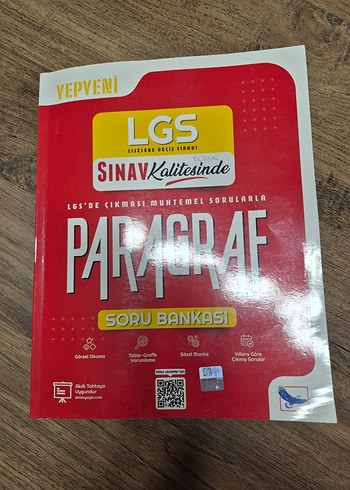 YEPYENİ
LGS
LİSELERE GEÇİŞ SINAVI
SINAV Kalitesinde
LGS'DE ÇIKMASI MUHTEMEL SORULARLA
PARAGRAF
SORU BANKASI
Görsel Okuma
Tablo-Grafik
Yorumlama
Sözel Mantık
Yıllara Göre
Çıkmış Sorular
Akıllı Tahtaya
Uygundur